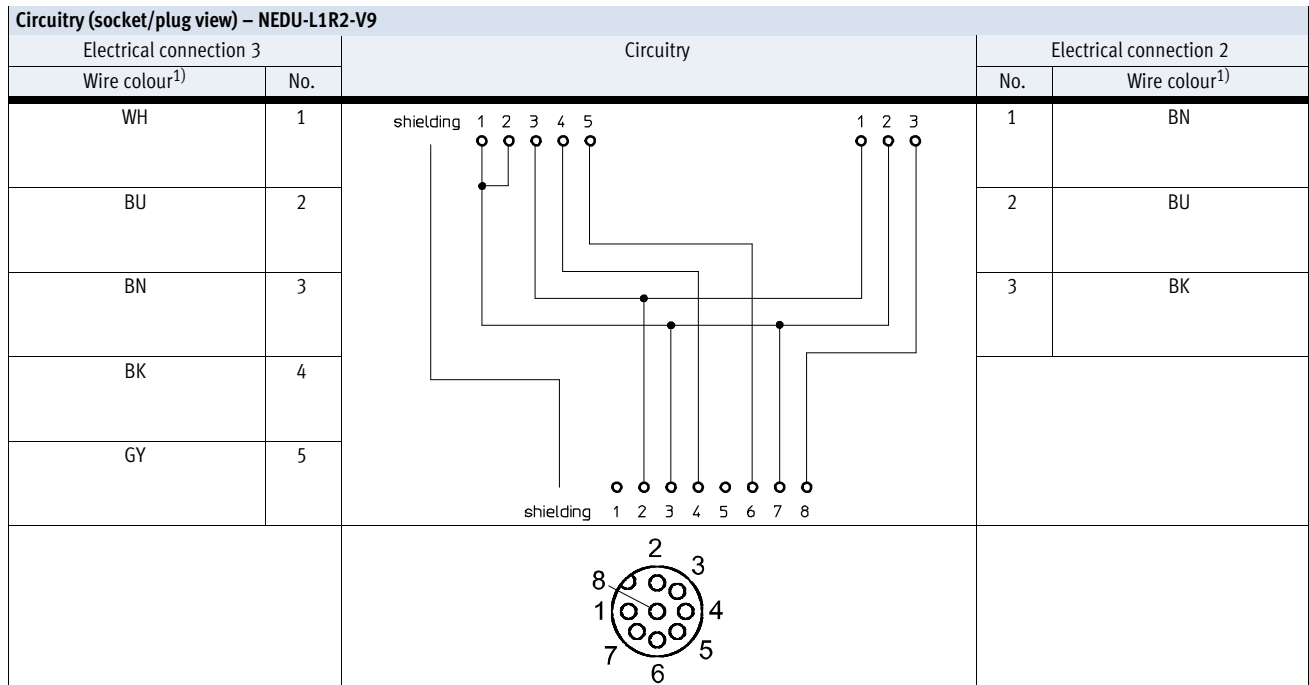 Circuitry (socket/plug view) – NEDU-L1R2-V9
Electrical connection 3 Circuitry Electrical connection 2
Wire colour1) No. No. Wire colour1)
WH 1 1 BN
shielding 1 2 3 4 5 1 2 3
BU 2 2 BU
BN 3 3 BK
BK 4
GY 5
shielding 1 2 3 4 5 6 7 8
2
3
8
1 4
7 5
6